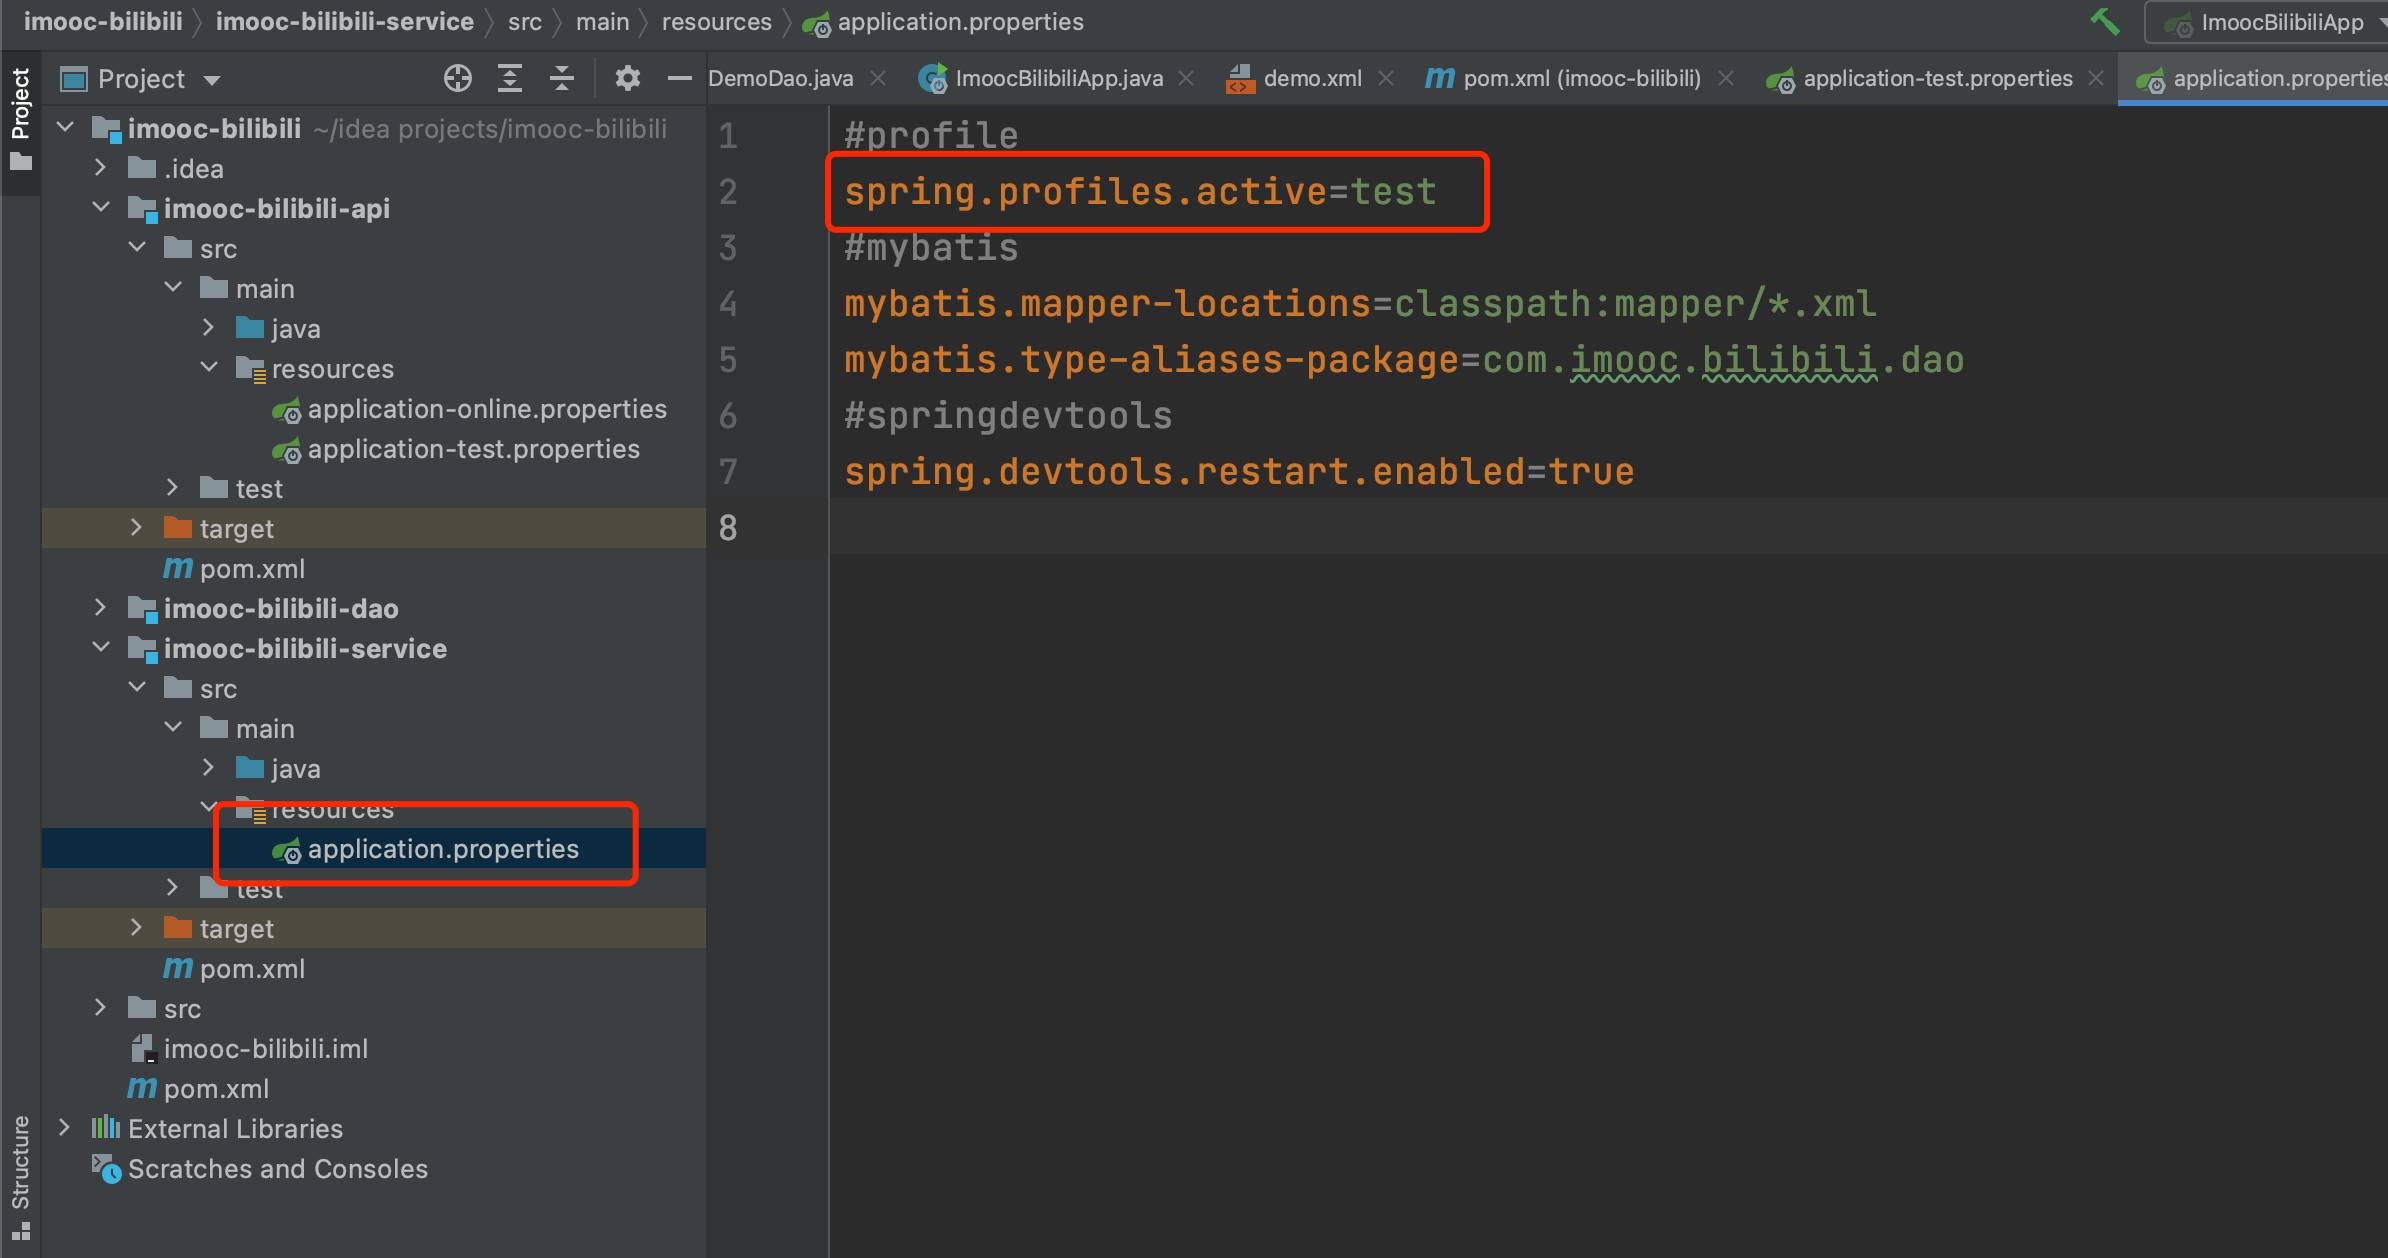 imooc-bilibili imooc-bilibili-service src main resources application.properties ImoocBilibiliApp
Project DemoDao.java ImoocBilibiliApp.java demo.xml pom.xml (imooc-bilibili) application-test.properties application.properties
Project
imooc-bilibili ~/idea projects/imooc-bilibili
.idea
imooc-bilibili-api
src
main
java
resources
application-online.properties
application-test.properties
test
target
pom.xml
imooc-bilibili-dao
imooc-bilibili-service
src
main
java
resources
application.properties
test
target
pom.xml
src
imooc-bilibili.iml
pom.xml
External Libraries
Scratches and Consoles
Structure
1 #profile
2 spring.profiles.active=test
3 #mybatis
4 mybatis.mapper-locations=classpath:mapper/*.xml
5 mybatis.type-aliases-package=com.imooc.bilibili.dao
6 #springdevtools
7 spring.devtools.restart.enabled=true
8